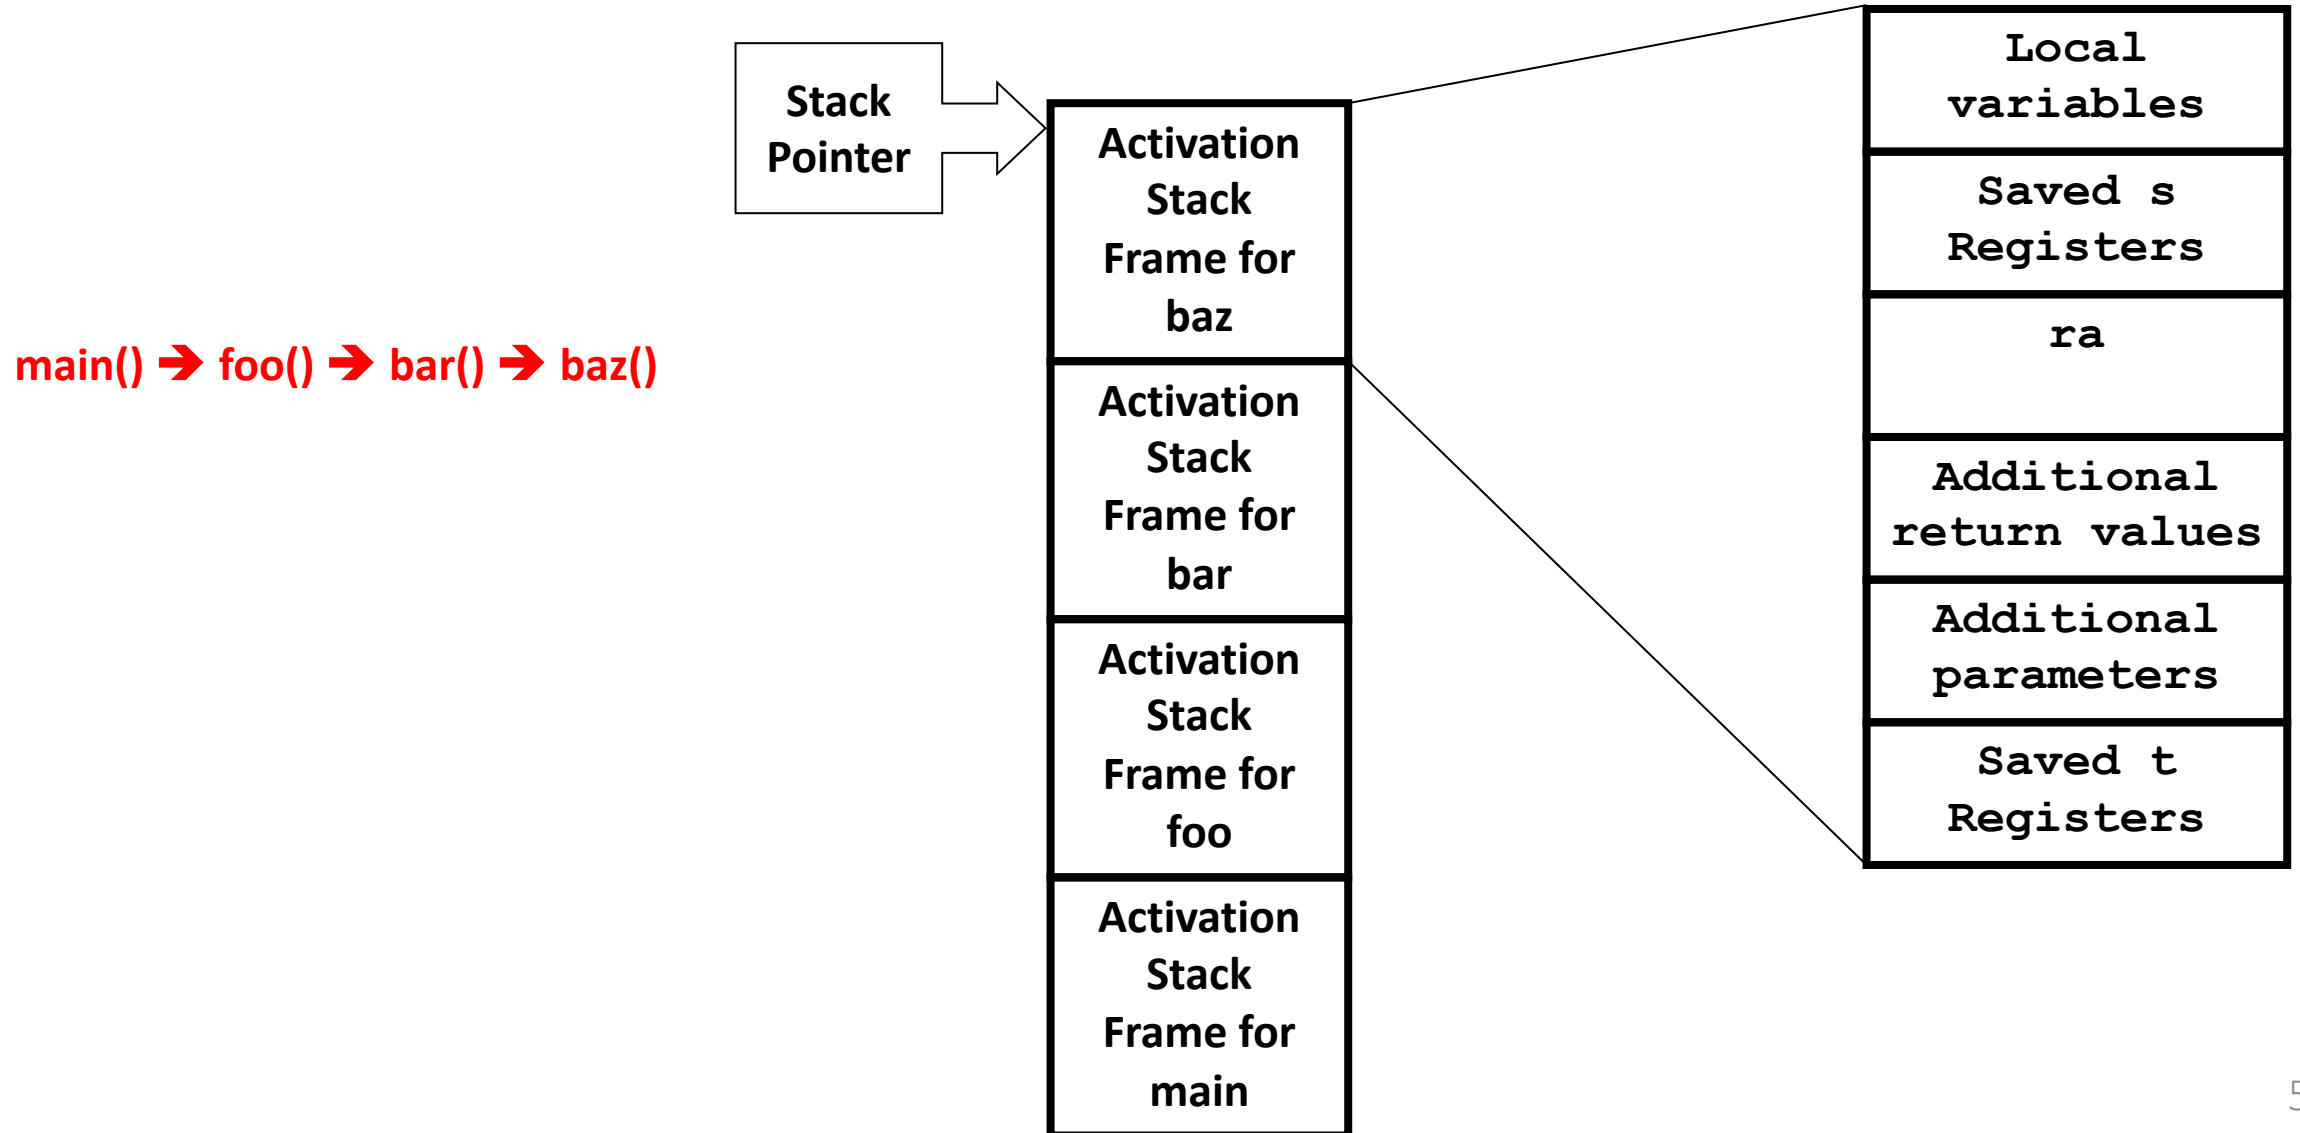 main() ➔ foo() ➔ bar() ➔ baz()
Stack
Pointer
Activation
Stack
Frame for
baz
Activation
Stack
Frame for
bar
Activation
Stack
Frame for
foo
Activation
Stack
Frame for
main
Local
variables
Saved s
Registers
ra
Additional
return values
Additional
parameters
Saved t
Registers